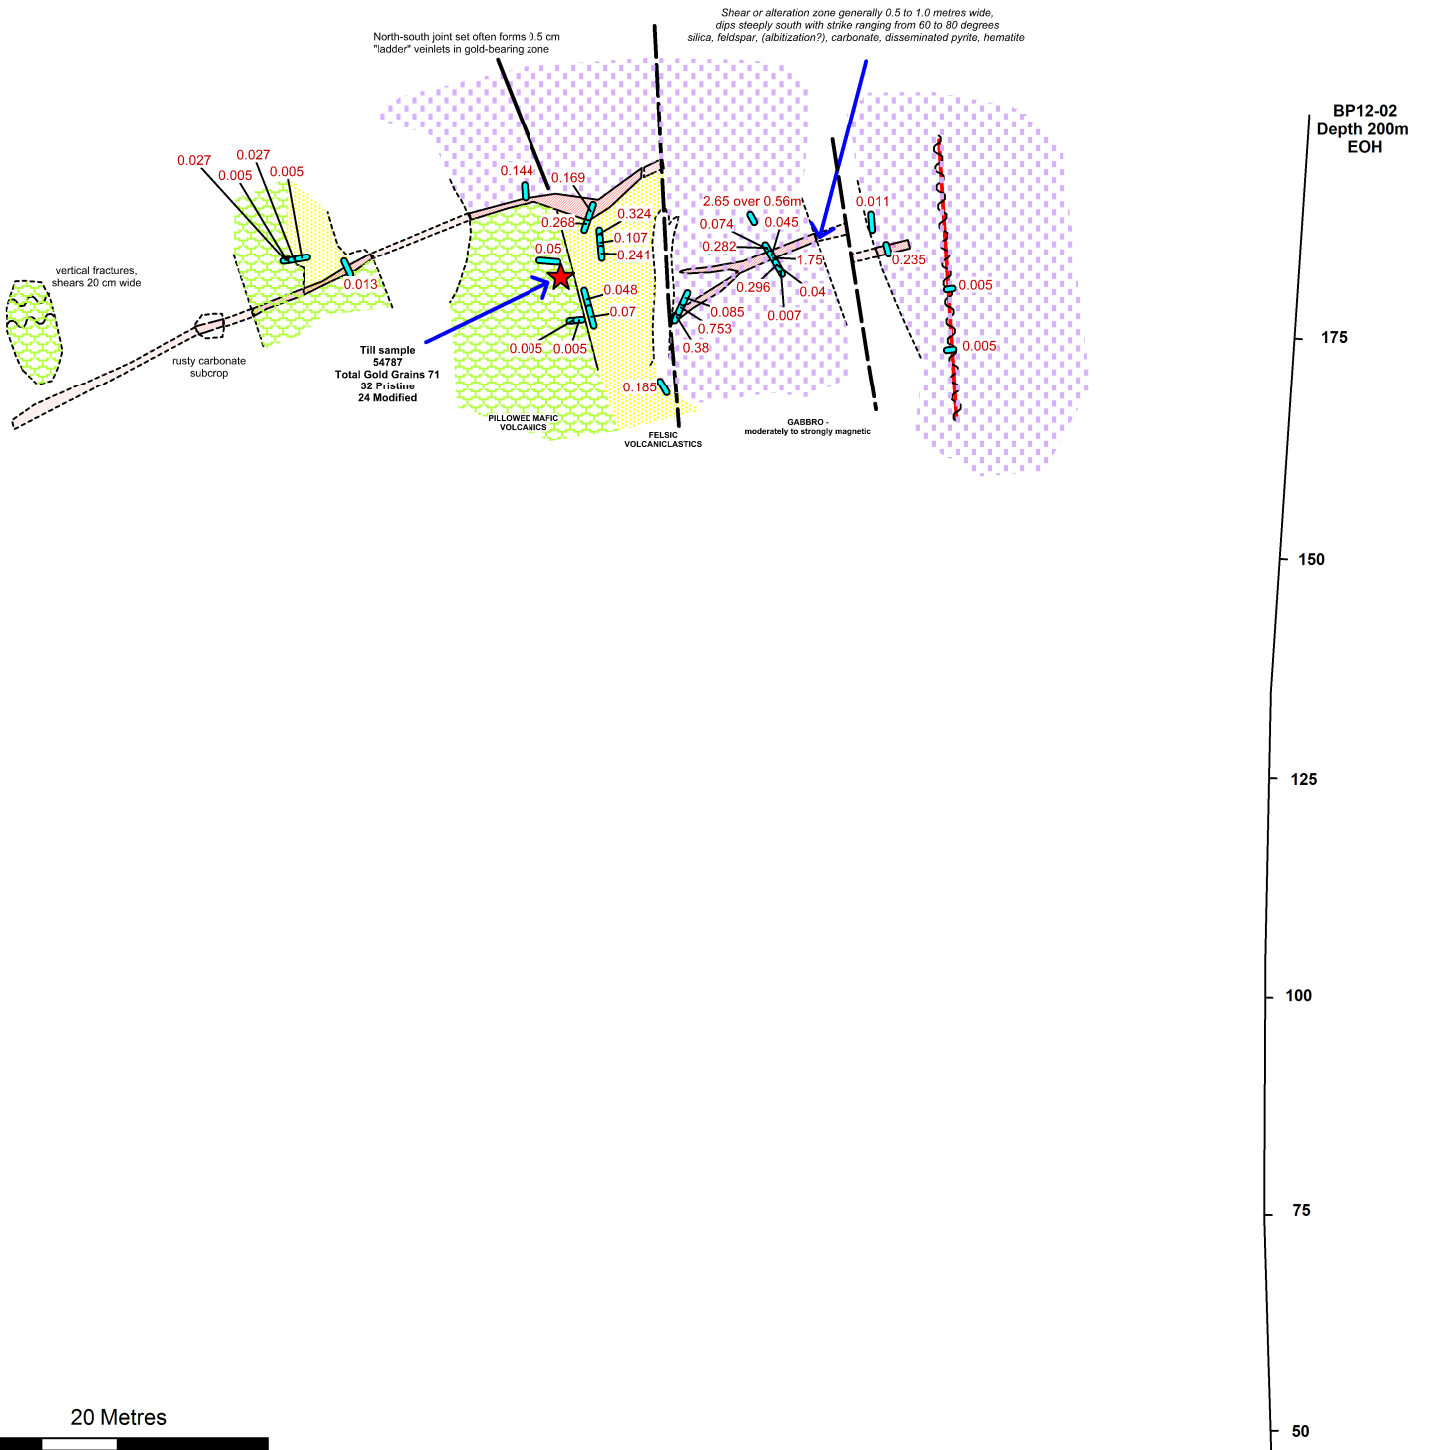 Shear or alteration zone generally 0.5 to 1.0 metres wide,
dips steeply south with strike ranging from 60 to 80 degrees
silica, feldspar, (albitization?), carbonate, disseminated pyrite, hematite
North-south joint set often forms 0.5 cm
"ladder" veinlets in gold-bearing zone
BP12-02
Depth 200m
EOH
0.027
0.027
0.005
0.005
0.144
0.169
0.268
0.324
0.107
0.241
0.05
2.65 over 0.56m
0.074
0.045
0.282
1.75
0.296
0.04
0.007
0.011
0.235
vertical fractures,
shears 20 cm wide
0.013
0.048
0.07
0.005
0.005
0.085
0.753
0.38
0.005
0.005
rusty carbonate
subcrop
Till sample
54787
Total Gold Grains 71
32 Pristine
24 Modified
0.185
PILLOWED MAFIC
VOLCANICS
FELSIC
VOLCANICLASTICS
GABBRO -
moderately to strongly magnetic
175
150
125
100
75
50
20 Metres